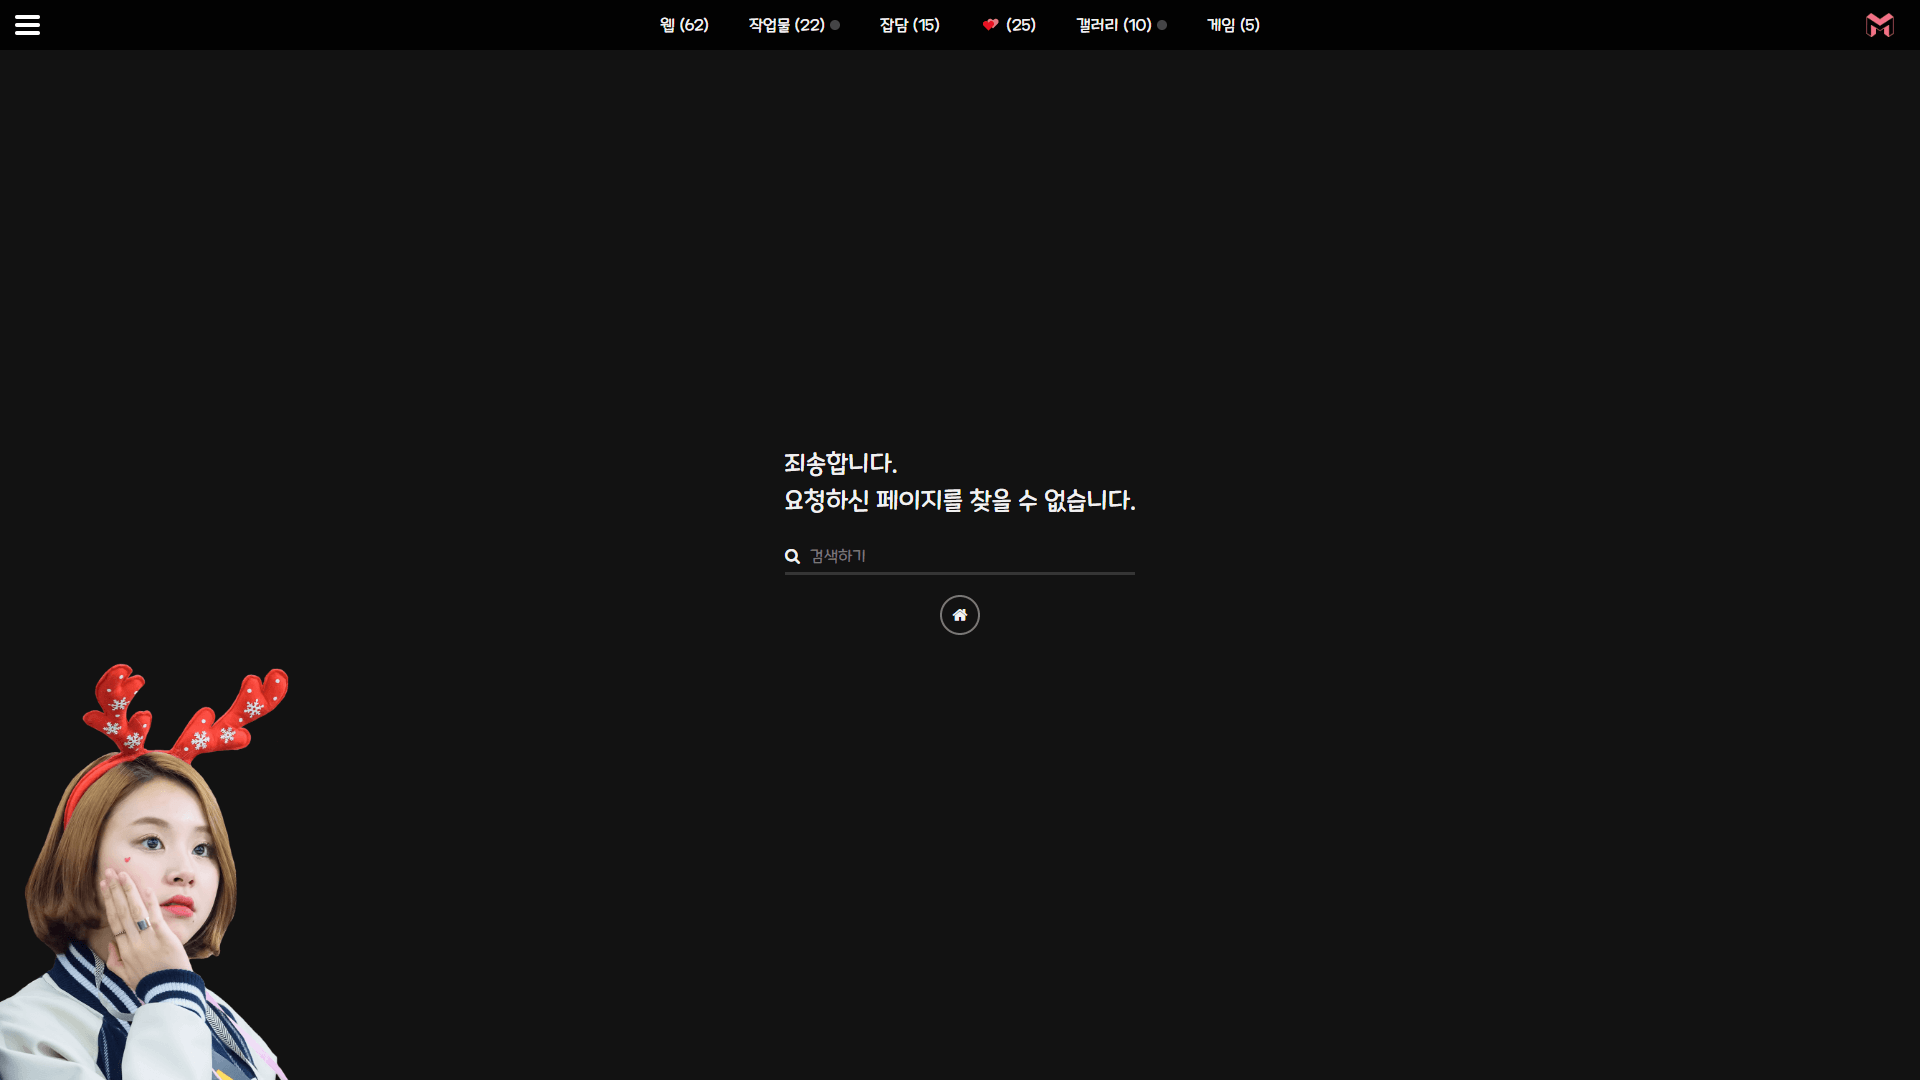 웹 (62)
작업물 (22)
잡담 (15)
(25)
갤러리 (10)
게임 (5)
죄송합니다.
요청하신 페이지를 찾을 수 없습니다.
검색하기